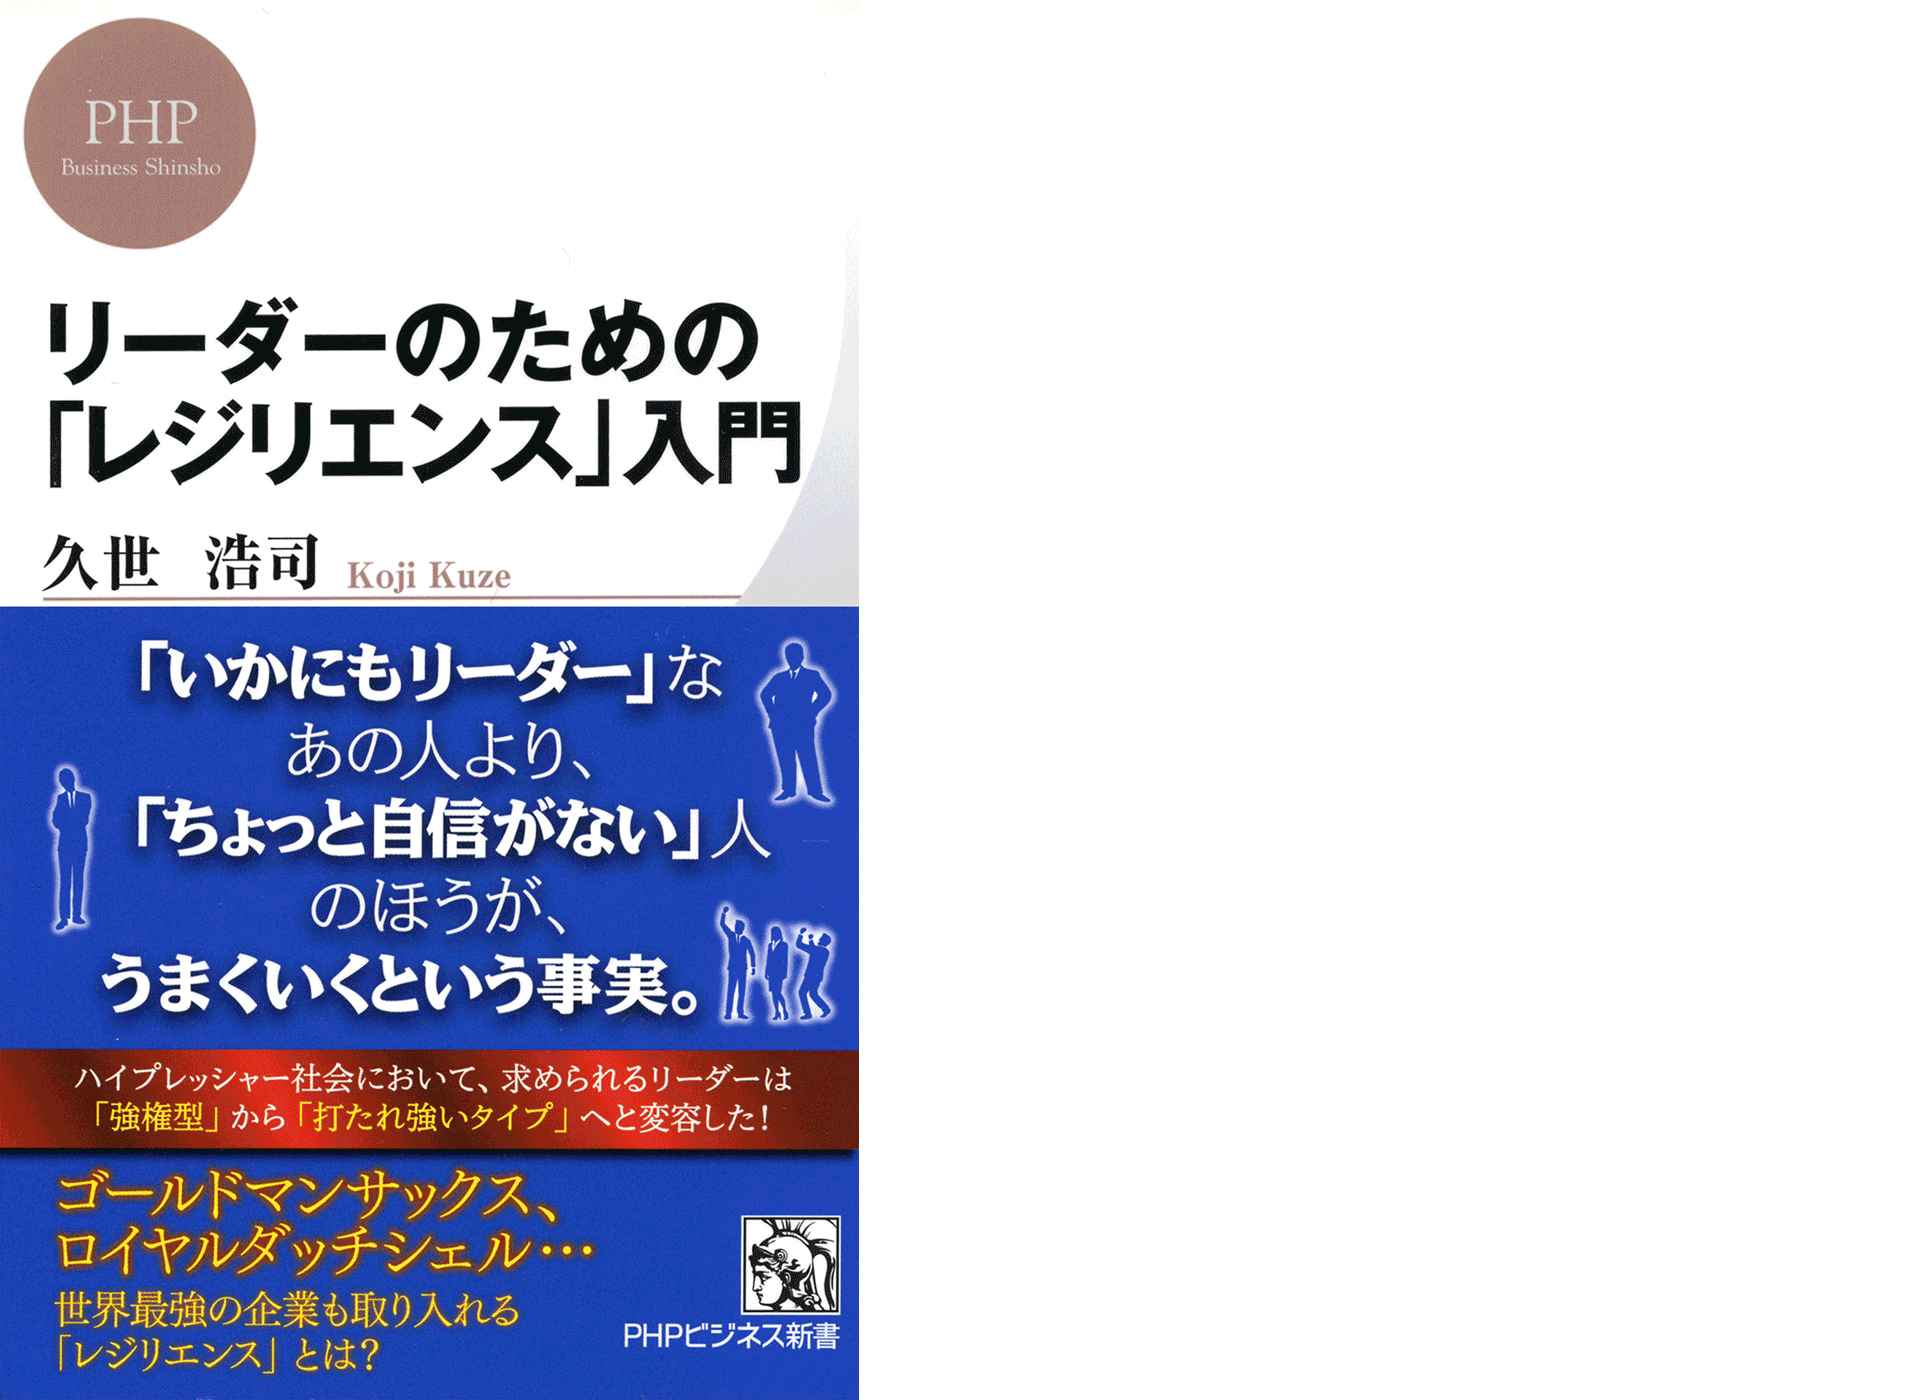 PHP
Business Shinsho
リーダーのための
「レジリエンス」入門
久世 浩司 Koji Kuze
「いかにもリーダー」な
あの人より、
「ちょっと自信がない」人
のほうが、
うまくいくという事実。
ハイプレッシャー社会において、求められるリーダーは
「強権型」から「打たれ強いタイプ」へと変容した!
ゴールドマンサックス、
ロイヤルダッチシェル…
世界最強の企業も取り入れる
「レジリエンス」とは?
PHPビジネス新書